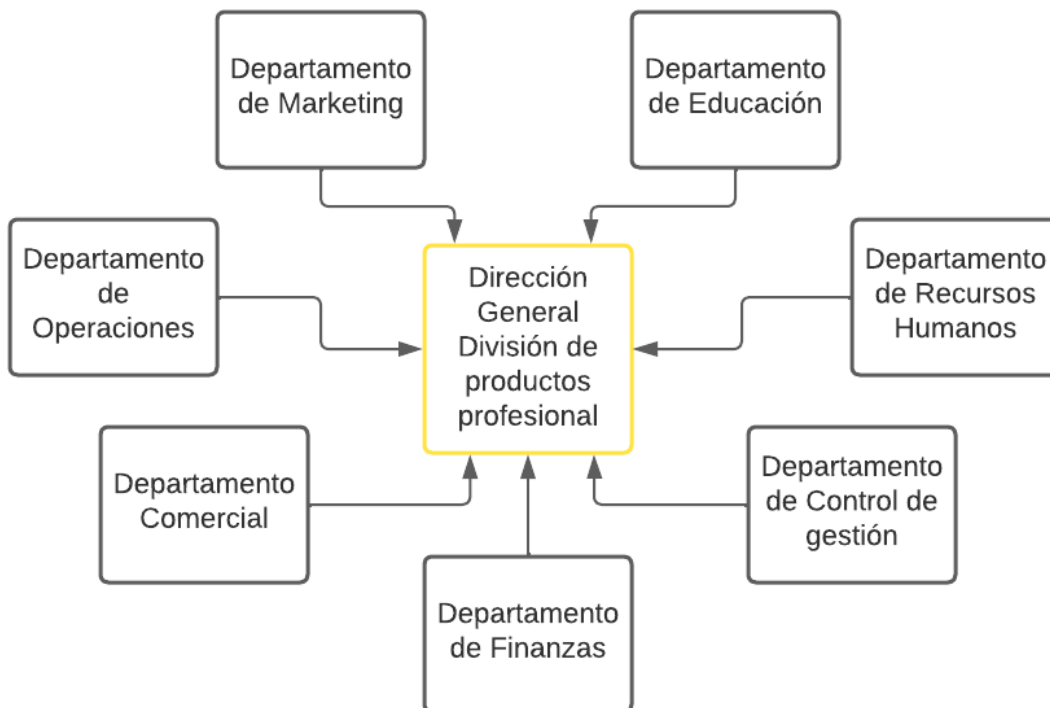 Departamento
de Marketing
Departamento
de Educación
Departamento
de
Operaciones
Dirección
General
División de
productos
profesional
Departamento
de Recursos
Humanos
Departamento
Comercial
Departamento
de Control de
gestión
Departamento
de Finanzas